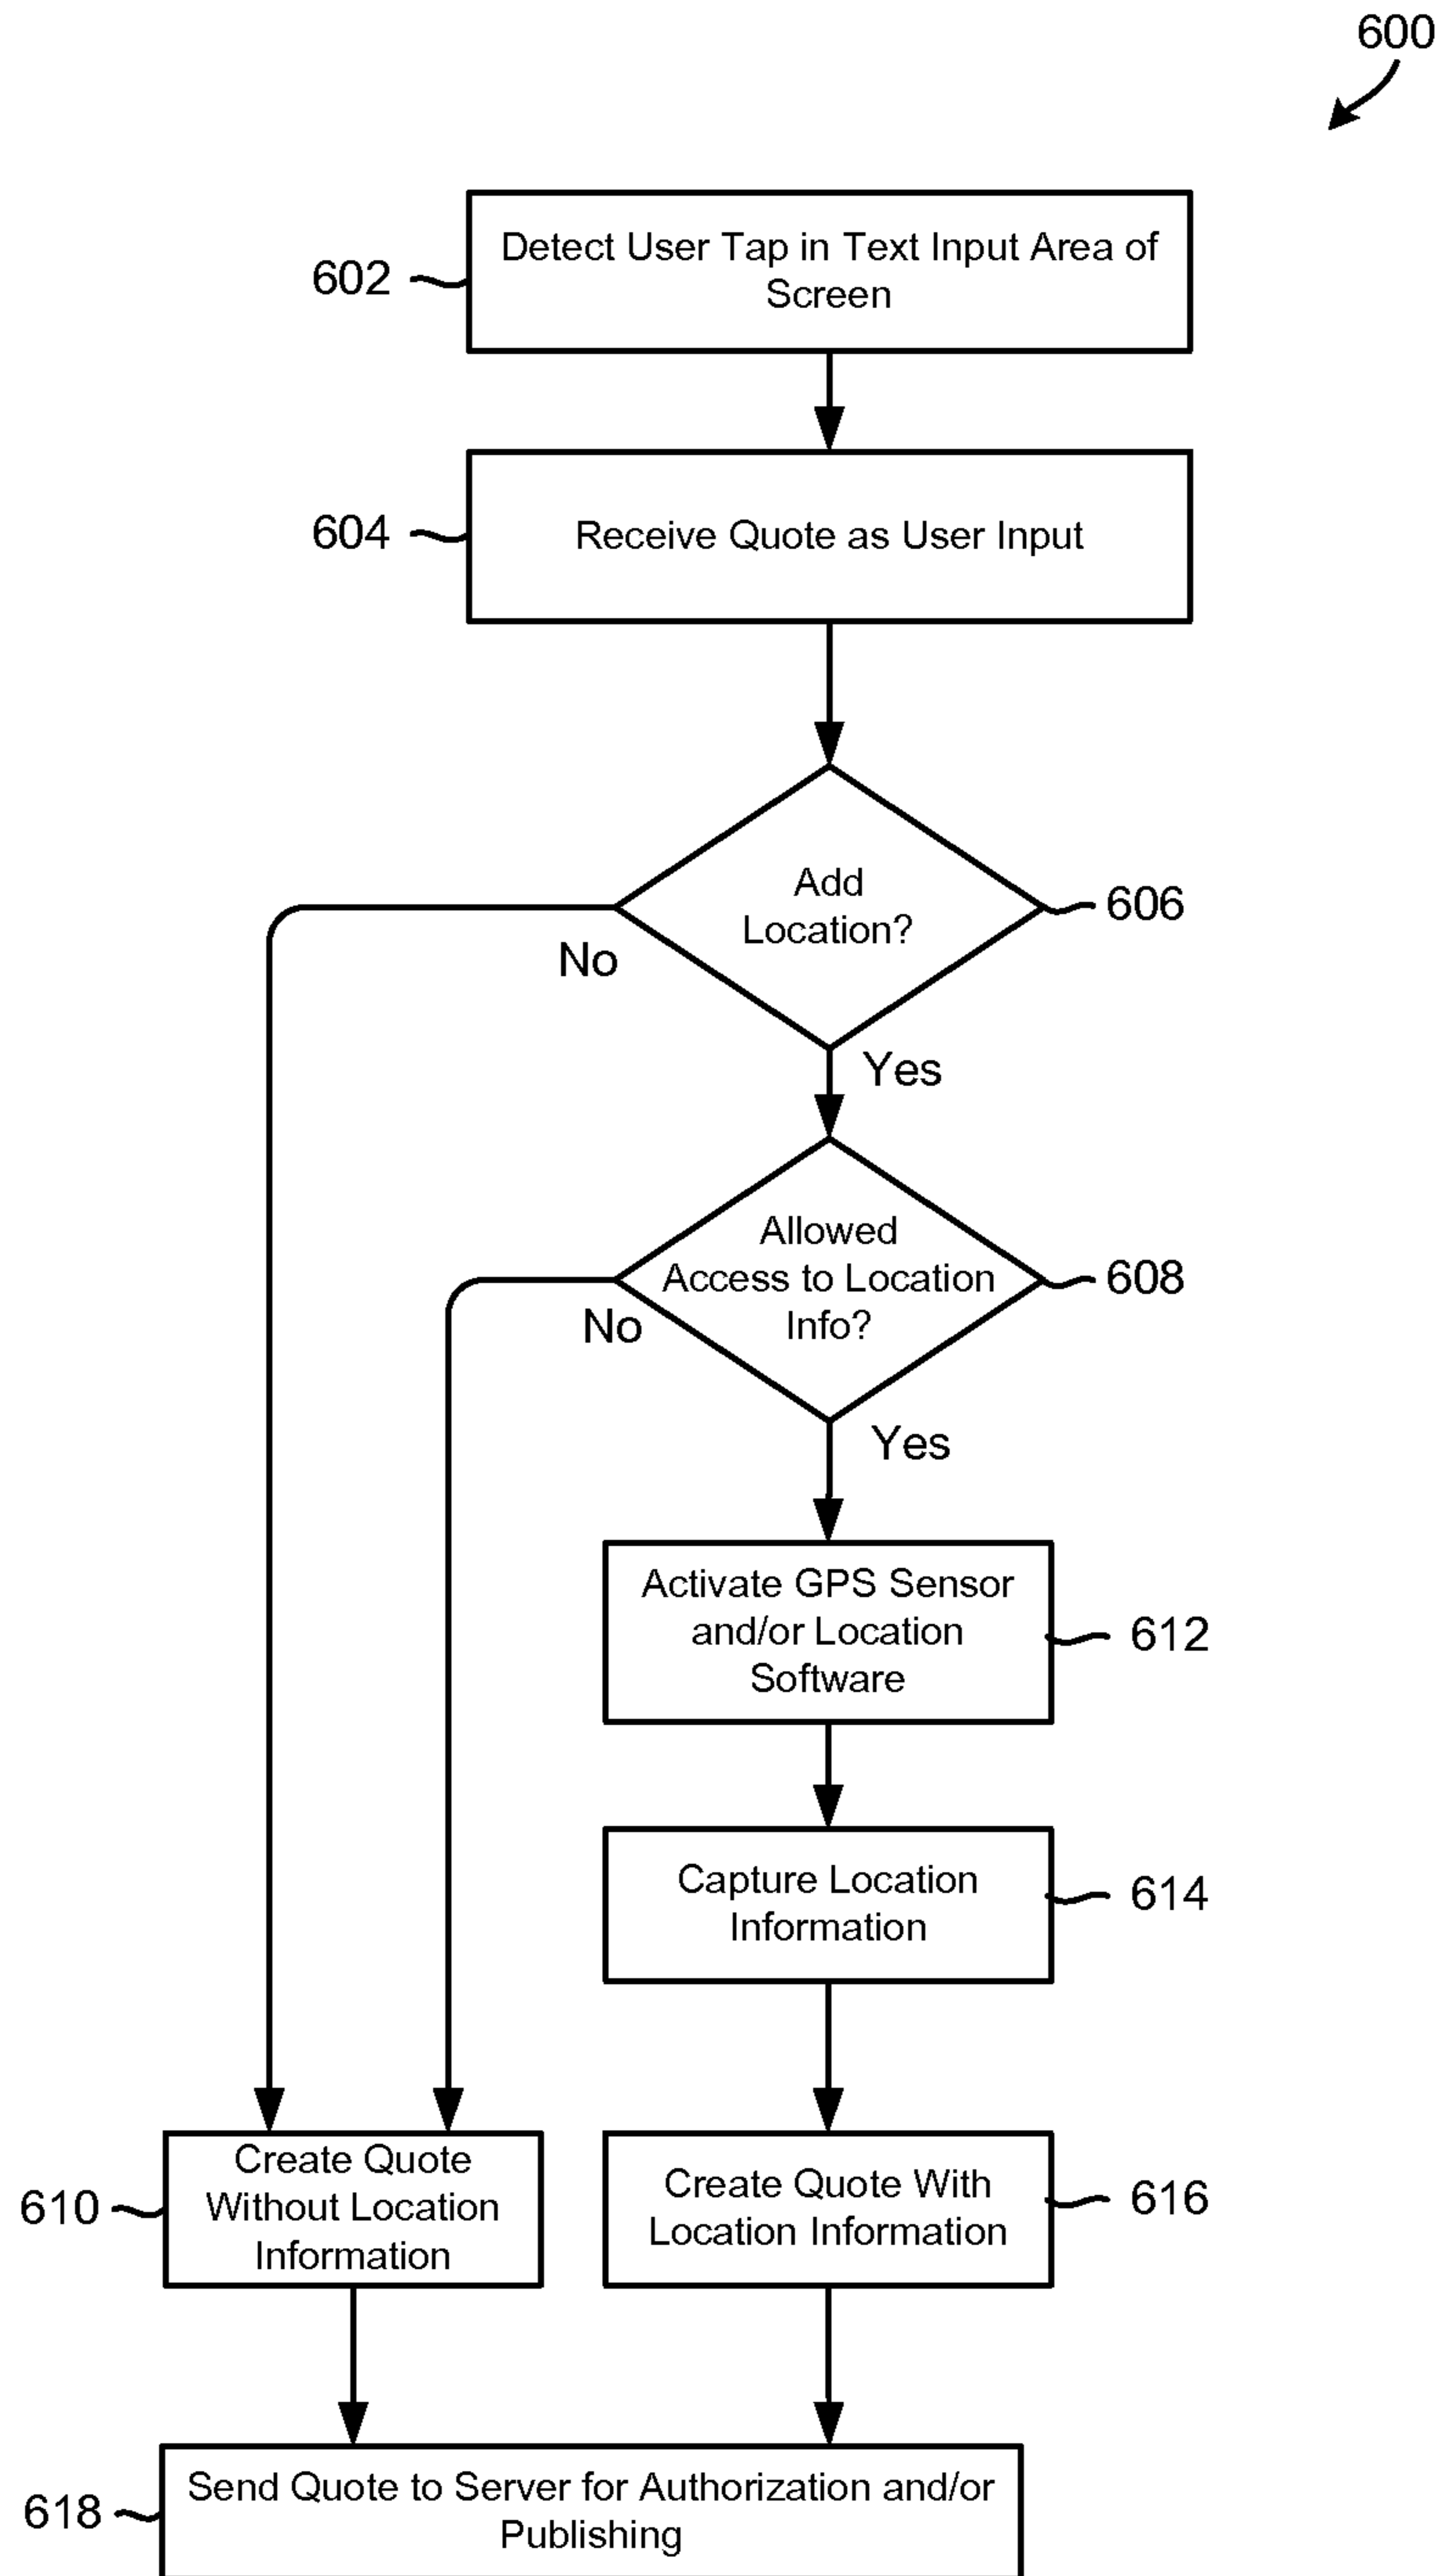 600
Detect User Tap in Text Input Area of
Screen
602
Receive Quote as User Input
604
Add
Location?
606
No
Yes
Allowed
Access to Location
Info?
608
No
Yes
Activate GPS Sensor
and/or Location
Software
612
Capture Location
Information
614
Create Quote
Without Location
Information
610
Create Quote With
Location Information
616
Send Quote to Server for Authorization and/or
Publishing
618